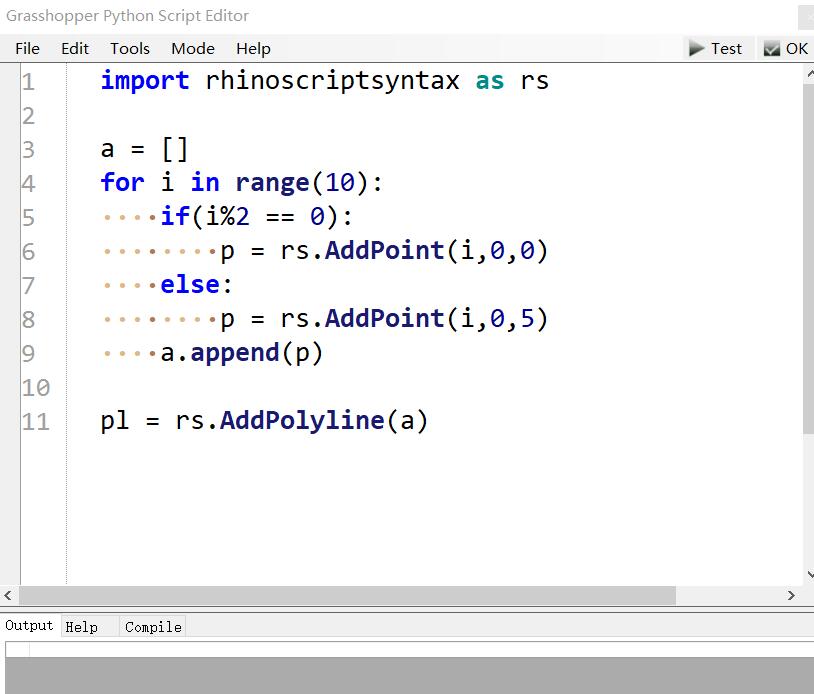 Grasshopper Python Script Editor
File Edit Tools Mode Help Test OK
1 import rhinoscriptsyntax as rs
2
3 a = []
4 for i in range(10):
5 ····if(i%2 == 0):
6 ········p = rs.AddPoint(i,0,0)
7 ····else:
8 ········p = rs.AddPoint(i,0,5)
9 ····a.append(p)
10
11 pl = rs.AddPolyline(a)
Output Help Compile